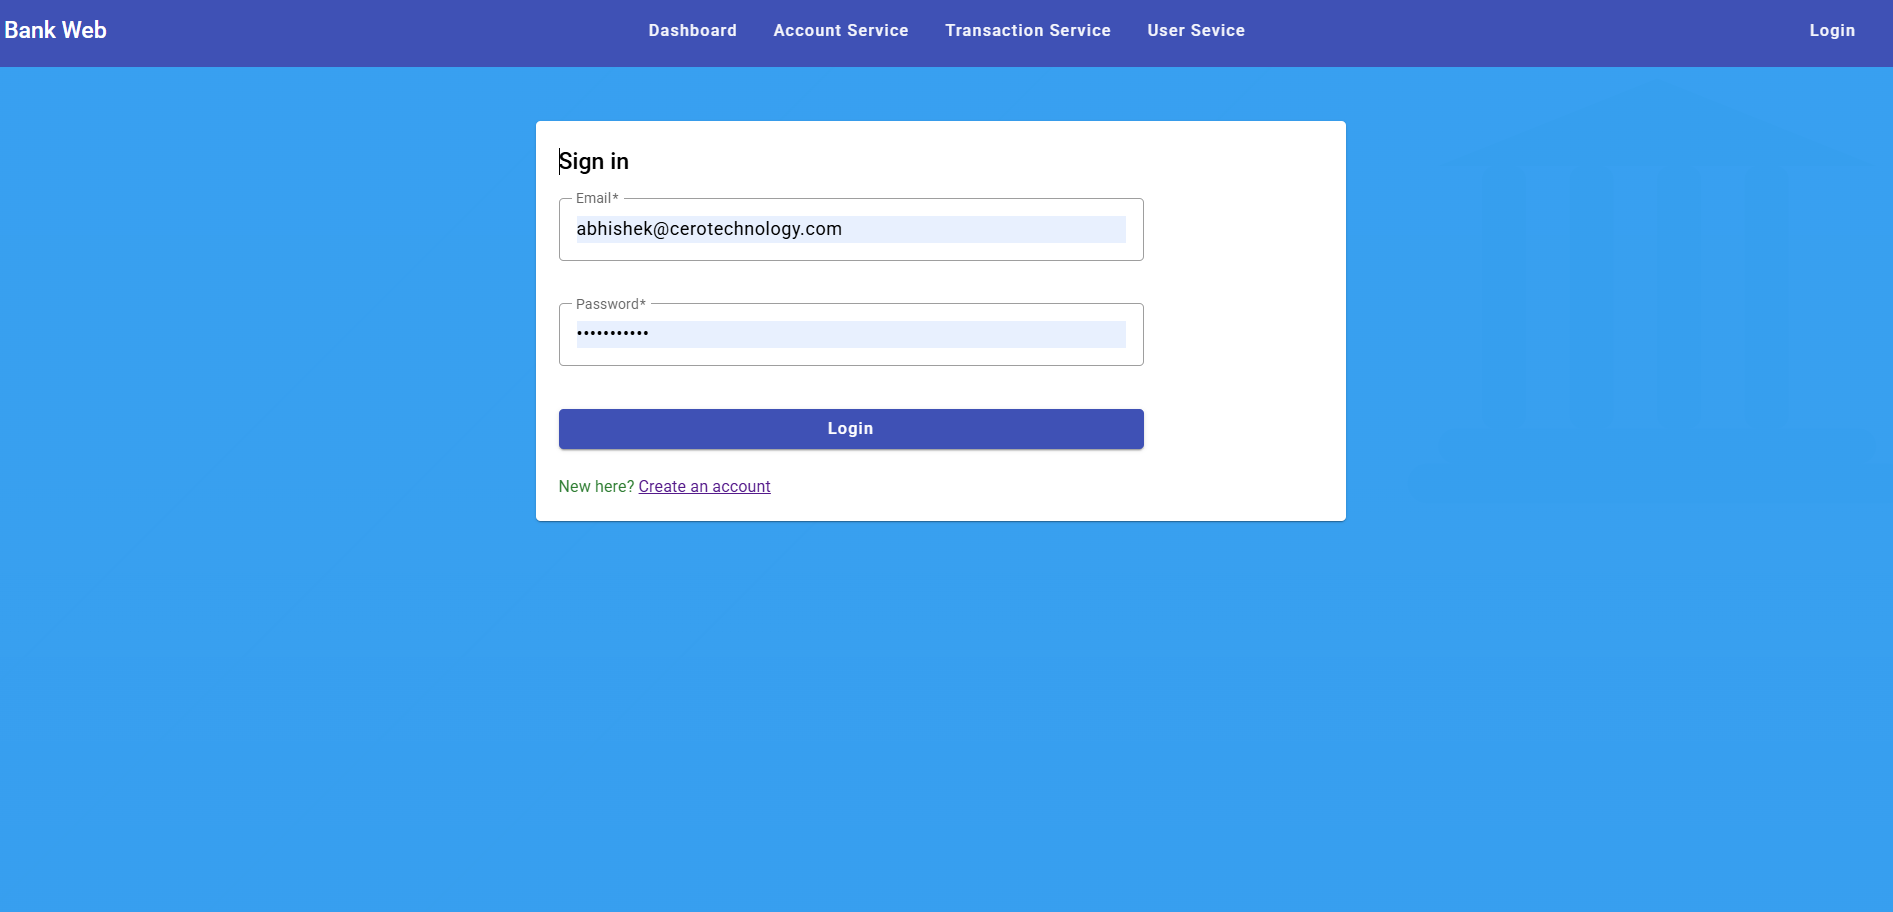 Bank Web
Dashboard Account Service Transaction Service User Sevice
Login
Sign in
Email*
abhishek@cerotechnology.com
Password*
•••••••••••
Login
New here? Create an account